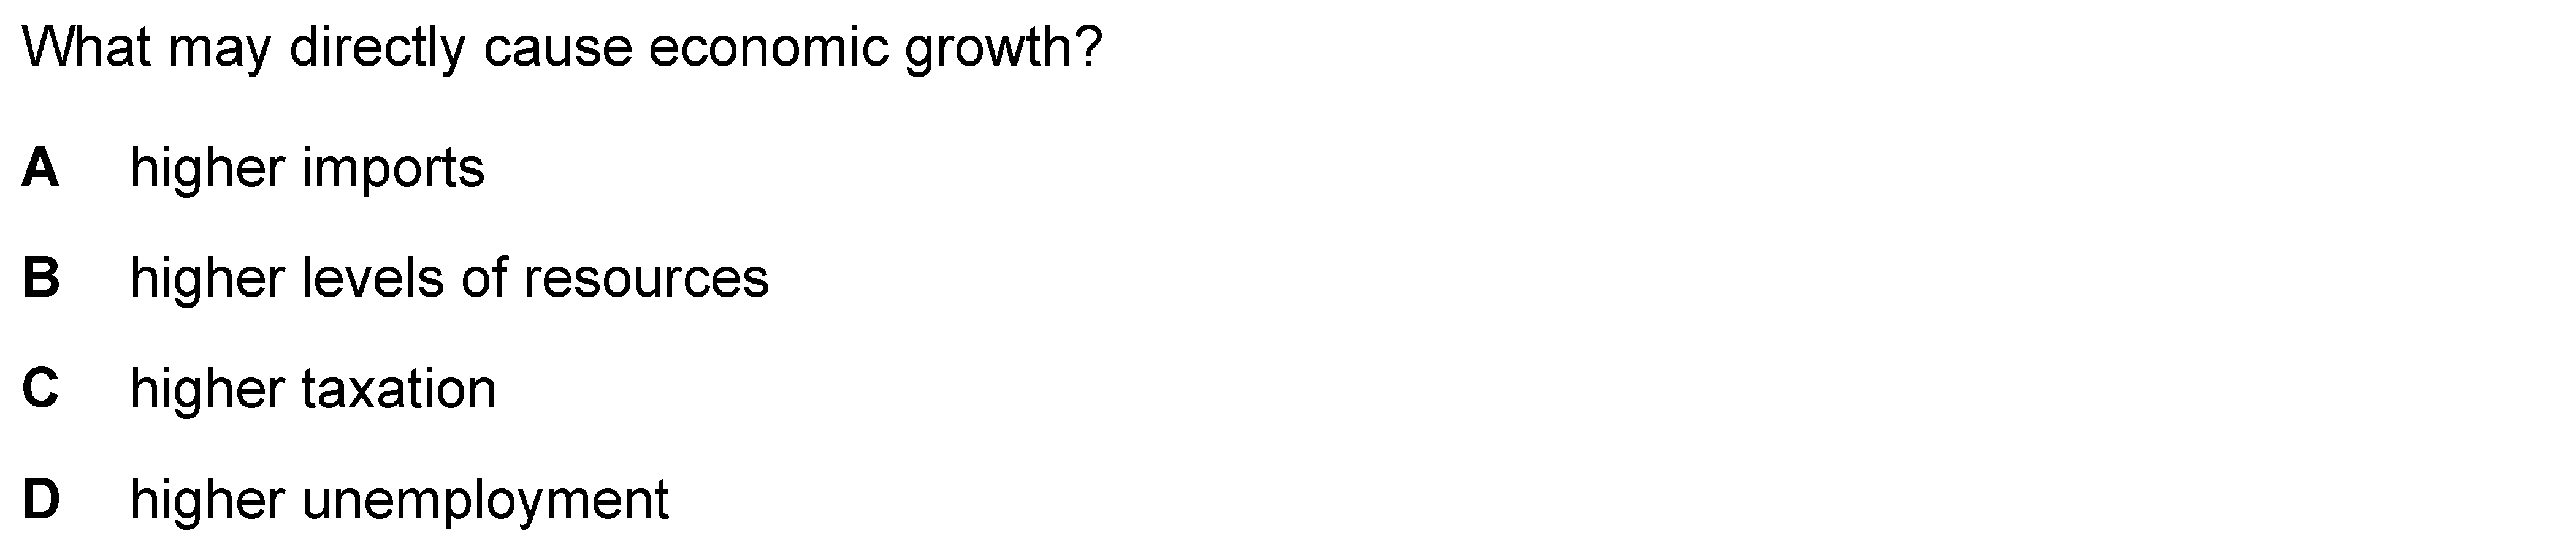 What may directly cause economic growth?
A higher imports
B higher levels of resources
C higher taxation
D higher unemployment